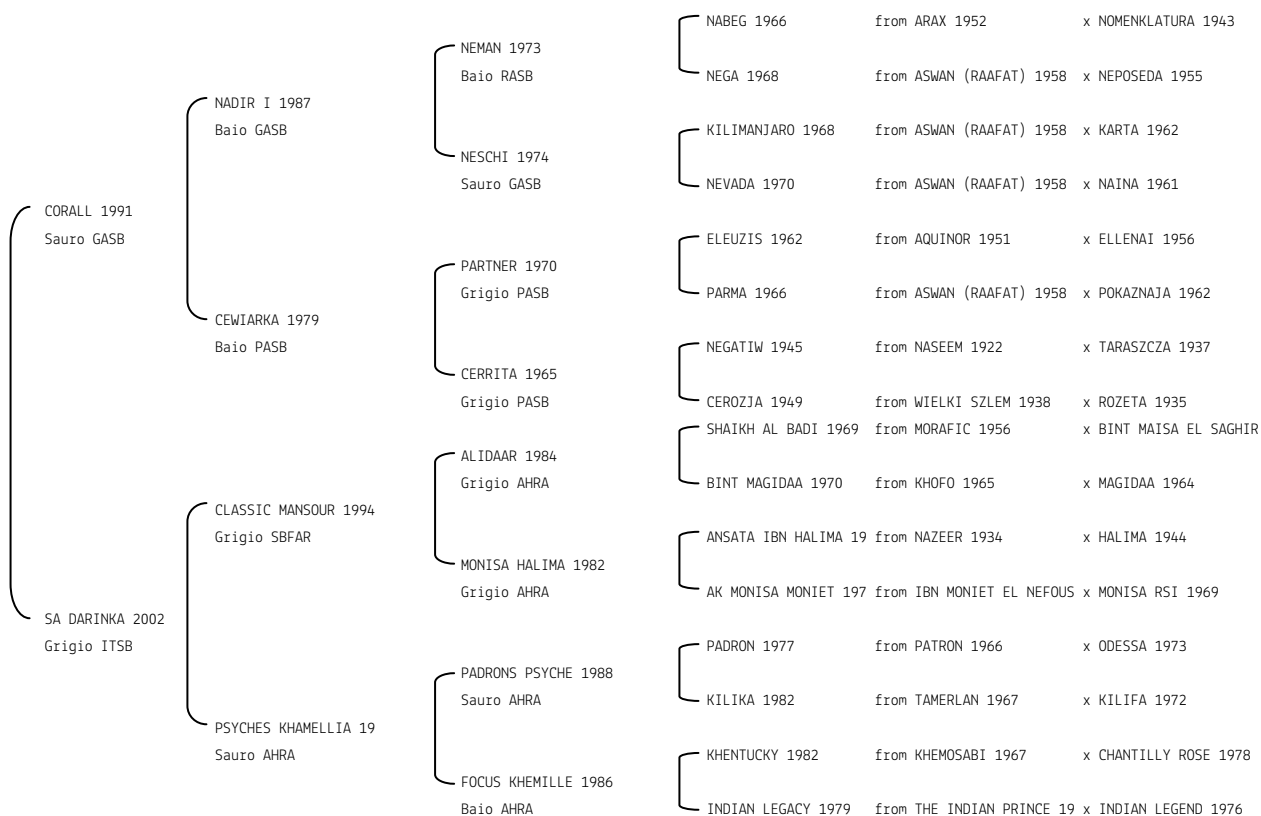 NABEG 1966 from ARAX 1952 x NOMENKLATURA 1943
NEMAN 1973
Baio RASB
NEGA 1968 from ASWAN (RAAFAT) 1958 x NEPOSEDA 1955
NADIR I 1987
Baio GASB
KILIMANJARO 1968 from ASWAN (RAAFAT) 1958 x KARTA 1962
NESCHI 1974
Sauro GASB
NEVADA 1970 from ASWAN (RAAFAT) 1958 x NAINA 1961
CORALL 1991
Sauro GASB
ELEUZIS 1962 from AQUINOR 1951 x ELLENAI 1956
PARTNER 1970
Grigio PASB
PARMA 1966 from ASWAN (RAAFAT) 1958 x POKAZNAJA 1962
CEWIARKA 1979
Baio PASB
NEGATIW 1945 from NASEEM 1922 x TARASZCZA 1937
CERRITA 1965
Grigio PASB
CEROZJA 1949 from WIELKI SZLEM 1938 x ROZETA 1935
SHAIKH AL BADI 1969 from MORAFIC 1956 x BINT MAISA EL SAGHIR
ALIDAAR 1984
Grigio AHRA
BINT MAGIDAA 1970 from KHOFO 1965 x MAGIDAA 1964
CLASSIC MANSOUR 1994
Grigio SBFAR
ANSATA IBN HALIMA 19 from NAZEER 1934 x HALIMA 1944
MONISA HALIMA 1982
Grigio AHRA
AK MONISA MONIET 197 from IBN MONIET EL NEFOUS x MONISA RSI 1969
SA DARINKA 2002
Grigio ITSB
PADRON 1977 from PATRON 1966 x ODESSA 1973
PADRONS PSYCHE 1988
Sauro AHRA
KILIKA 1982 from TAMERLAN 1967 x KILIFA 1972
PSYCHES KHAMELLIA 19
Sauro AHRA
KHENTUCKY 1982 from KHEMOSABI 1967 x CHANTILLY ROSE 1978
FOCUS KHEMILLE 1986
Baio AHRA
INDIAN LEGACY 1979 from THE INDIAN PRINCE 19 x INDIAN LEGEND 1976